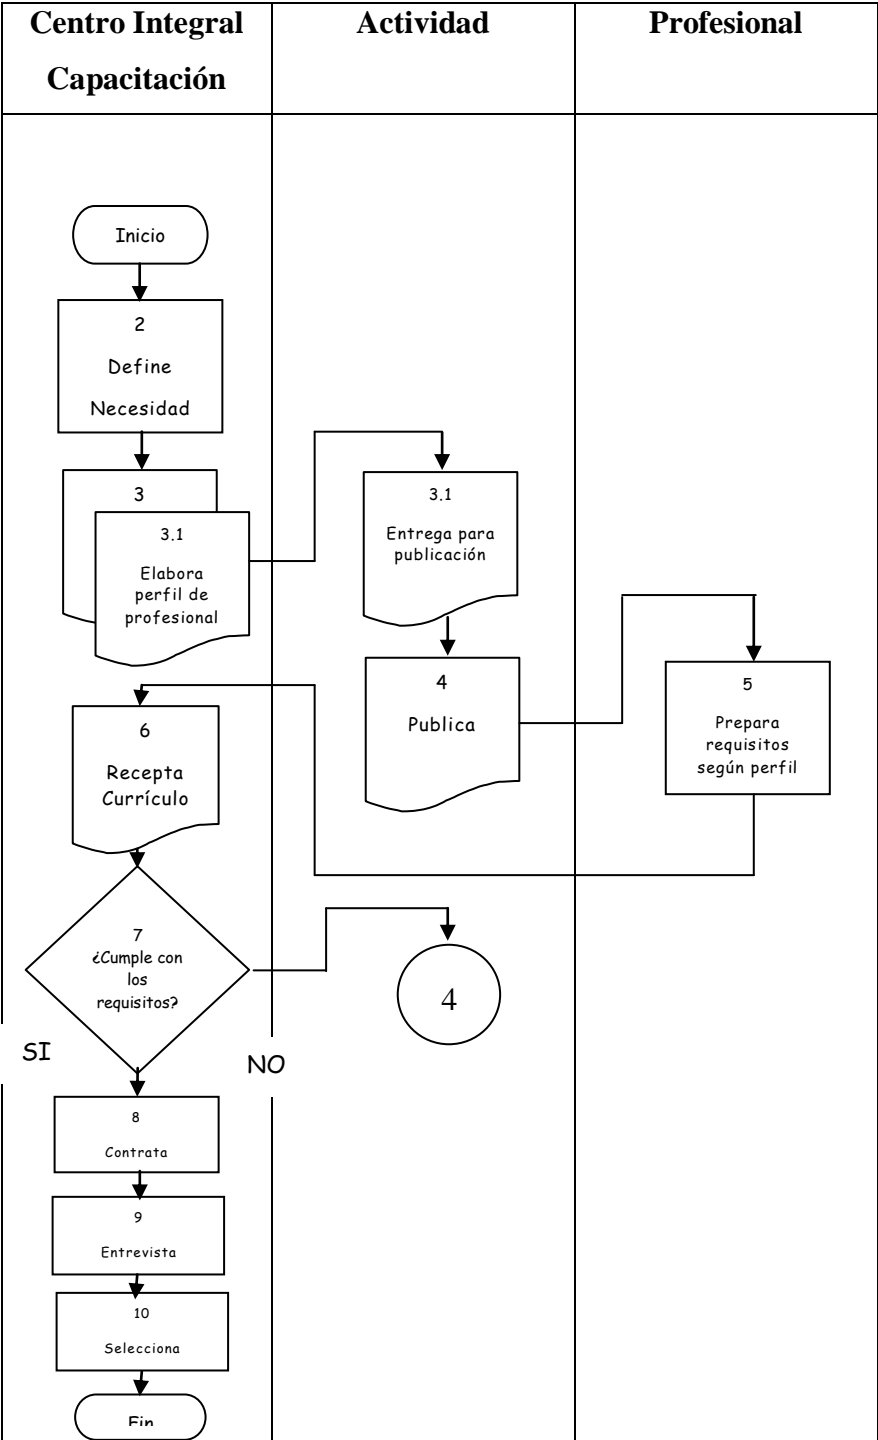 Centro Integral
Capacitación
Actividad
Profesional
Inicio
2
Define
Necesidad
3
3.1
Elabora
perfil de
profesional
3.1
Entrega para
publicación
4
Publica
5
Prepara
requisitos
según perfil
6
Recepta
Currículo
7
¿Cumple con
los
requisitos?
4
SI
NO
8
Contrata
9
Entrevista
10
Selecciona
Fin